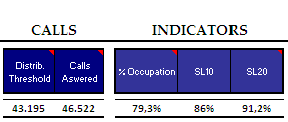 CALLS INDICATORS
Distrib. Threshold Calls Aswered % Occupation SL10 SL20
43.195 46.522 79,3% 86% 91,2%